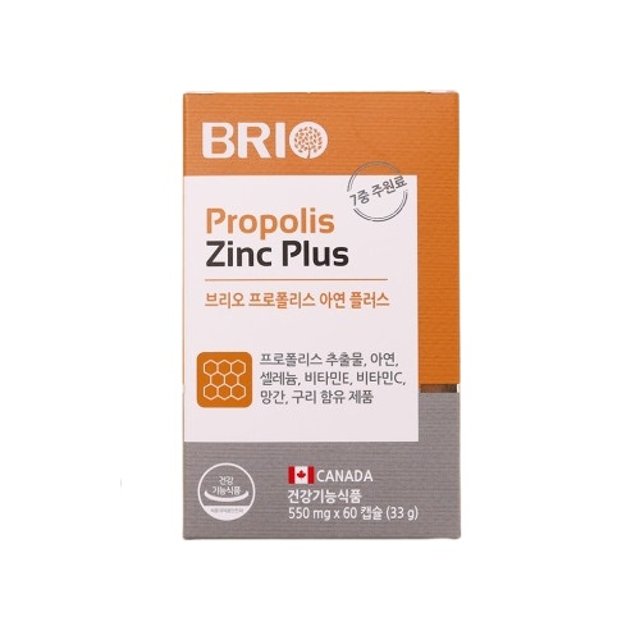 BRIO
7중 주원료
Propolis
Zinc Plus
브리오 프로폴리스 아연 플러스
프로폴리스 추출물, 아연,
셀레늄, 비타민E, 비타민C,
망간, 구리 함유 제품
CANADA
건강기능식품
550 mg x 60 캡슐 (33 g)
건강
기능식품